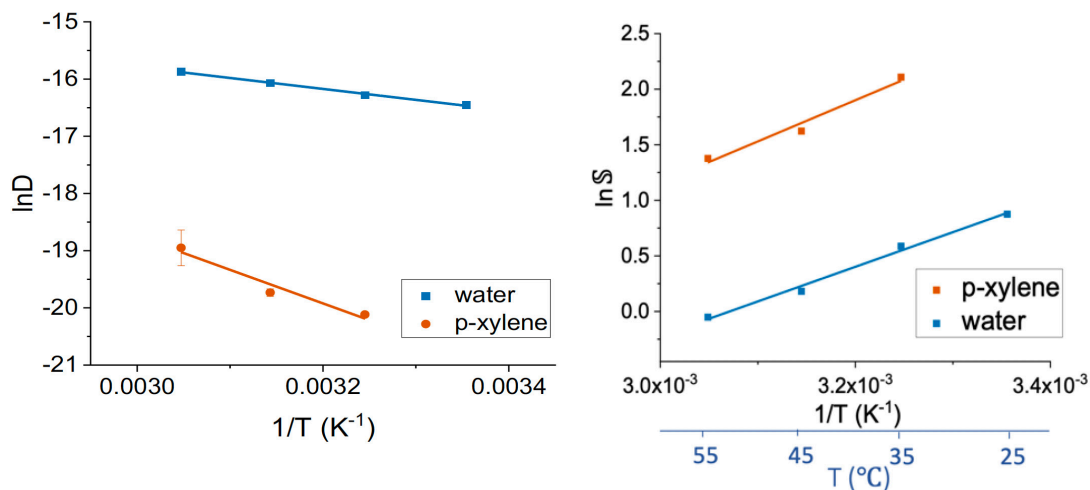 -15
-16
-17
-18
-19
-20
-21
lnD
water
p-xylene
0.0030
0.0032
0.0034
1/T (K-1)
2.5
2.0
1.5
1.0
0.5
0.0
ln 𝕊
p-xylene
water
3.0x10-3
3.2x10-3
3.4x10-3
1/T (K-1)
55
45
35
25
T (°C)